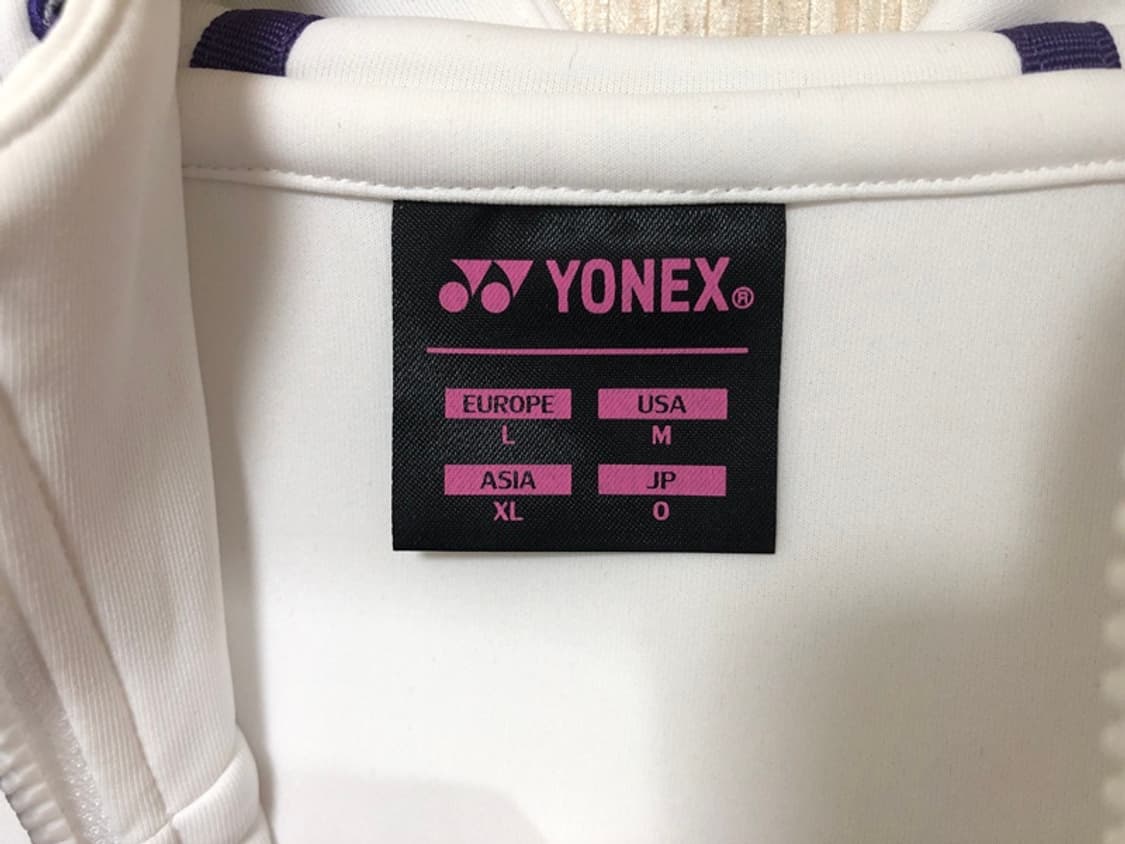 YONEX®
EUROPE USA
L M
ASIA JP
XL O